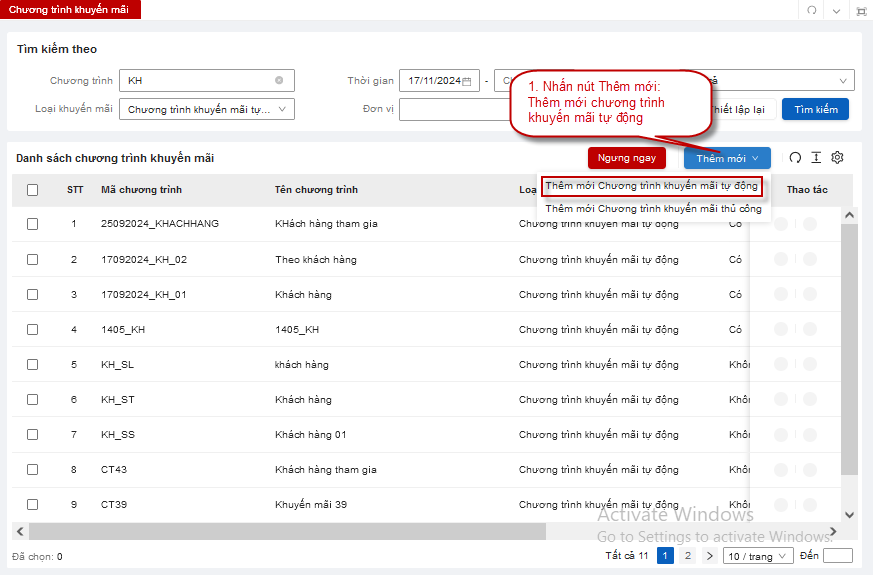 Chương trình khuyến mãi
Tìm kiếm theo
Chương trình KH Thời gian 17/11/2024 -
Loại khuyến mãi Chương trình khuyến mãi tự... Đơn vị Thiết lập lại Tìm kiếm
1. Nhấn nút Thêm mới:
Thêm mới chương trình
khuyến mãi tự động
Danh sách chương trình khuyến mãi Ngưng ngay Thêm mới
Thêm mới Chương trình khuyến mãi tự động
Thêm mới Chương trình khuyến mãi thủ công
STT Mã chương trình Tên chương trình Thao tác
1 25092024_KHACHHANG KHách hàng tham gia Chương trình khuyến mãi tự động Có
2 17092024_KH_02 Theo khách hàng Chương trình khuyến mãi tự động Có
3 17092024_KH_01 Khách hàng Chương trình khuyến mãi tự động Có
4 1405_KH 1405_KH Chương trình khuyến mãi tự động Có
5 KH_SL khách hàng Chương trình khuyến mãi tự động Khôn
6 KH_ST Khách hàng Chương trình khuyến mãi tự động Khôn
7 KH_SS Khách hàng 01 Chương trình khuyến mãi tự động Khôn
8 CT43 Khách hàng tham gia Chương trình khuyến mãi tự động Khôn
9 CT39 Khuyến mãi 39 Chương trình khuyến mãi tự động Khôn
Activate Windows
Go to Settings to activate Windows.
Đã chọn: 0 Tất cả 11 1 2 10 / trang Đến